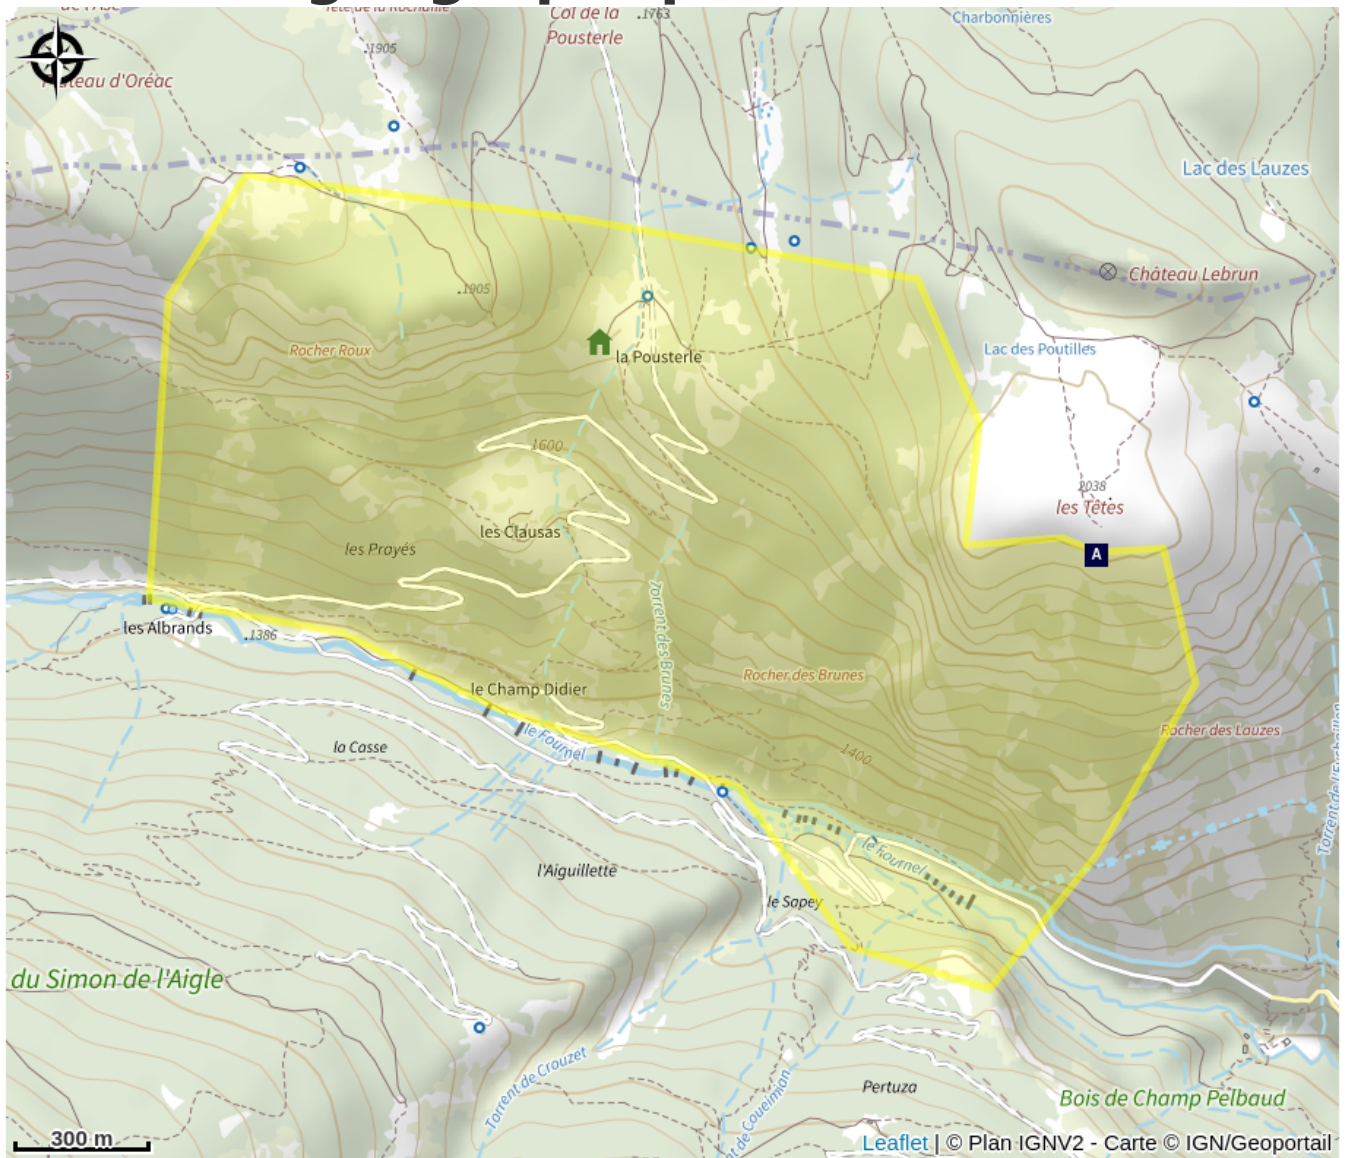 Col de la
Pousterle
.1763
Charbonnières
.1905
Plateau d'Oréac
Lac des Lauzes
Château Lebrun
.1905
Rocher Roux
la Pousterle
Lac des Poutilles
1600
2038
les Têtes
les Clausas
les Prayés
A
les Albrands
.1386
Torrent des Brunes
Rocher des Brunes
le Champ Didier
Rocher des Lauzes
la Casse
le Fournel
1400
le Fournel
l'Aiguillette
le Sapey
du Simon de l'Aigle
Torrent de Crouzet
Pertuza
Bois de Champ Pelbaud
300 m
Leaflet | © Plan IGNV2 - Carte © IGN/Geoportail